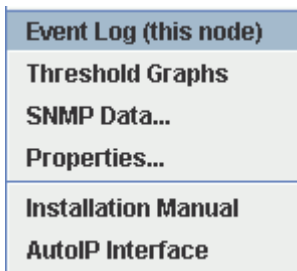 Event Log (this node)
Threshold Graphs
SNMP Data...
Properties...
Installation Manual
AutoIP Interface